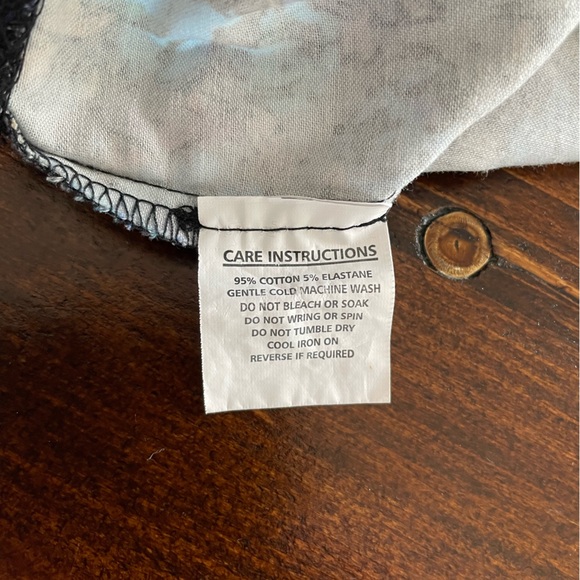 CARE INSTRUCTIONS
95% COTTON 5% ELASTANE
GENTLE COLD MACHINE WASH
DO NOT BLEACH OR SOAK
DO NOT WRING OR SPIN
DO NOT TUMBLE DRY
COOL IRON ON
REVERSE IF REQUIRED